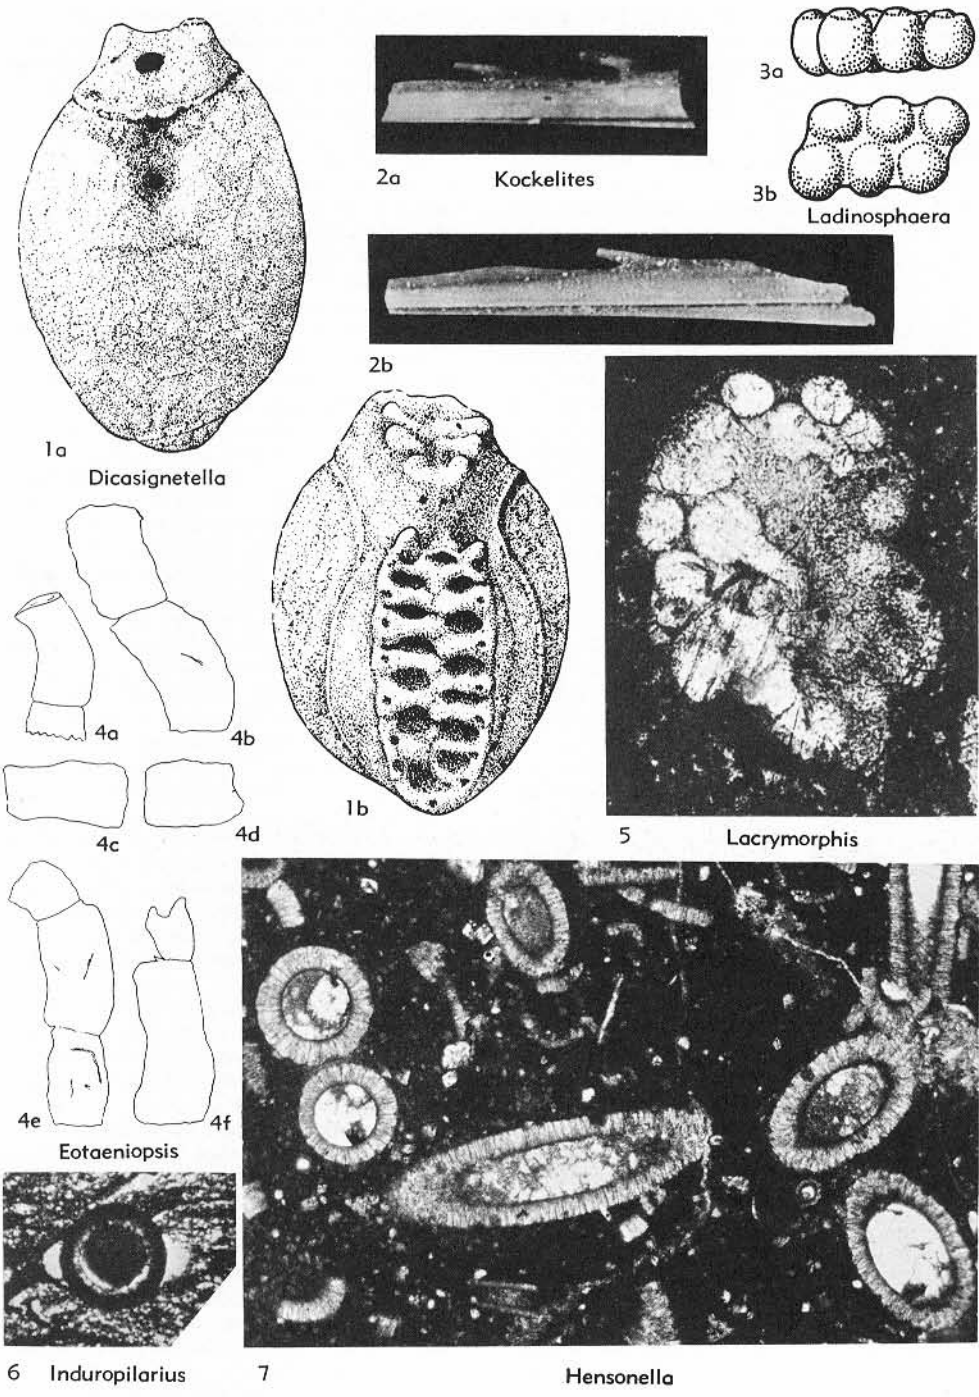 3a
2a
Kockelites
3b
Ladinosphaera
2b
1a
Dicasignetella
4a
4b
1b
4c
4d
5
Lacrymorphis
4e
4f
Eotaeniopsis
6
Induropilarius
7
Hensonella